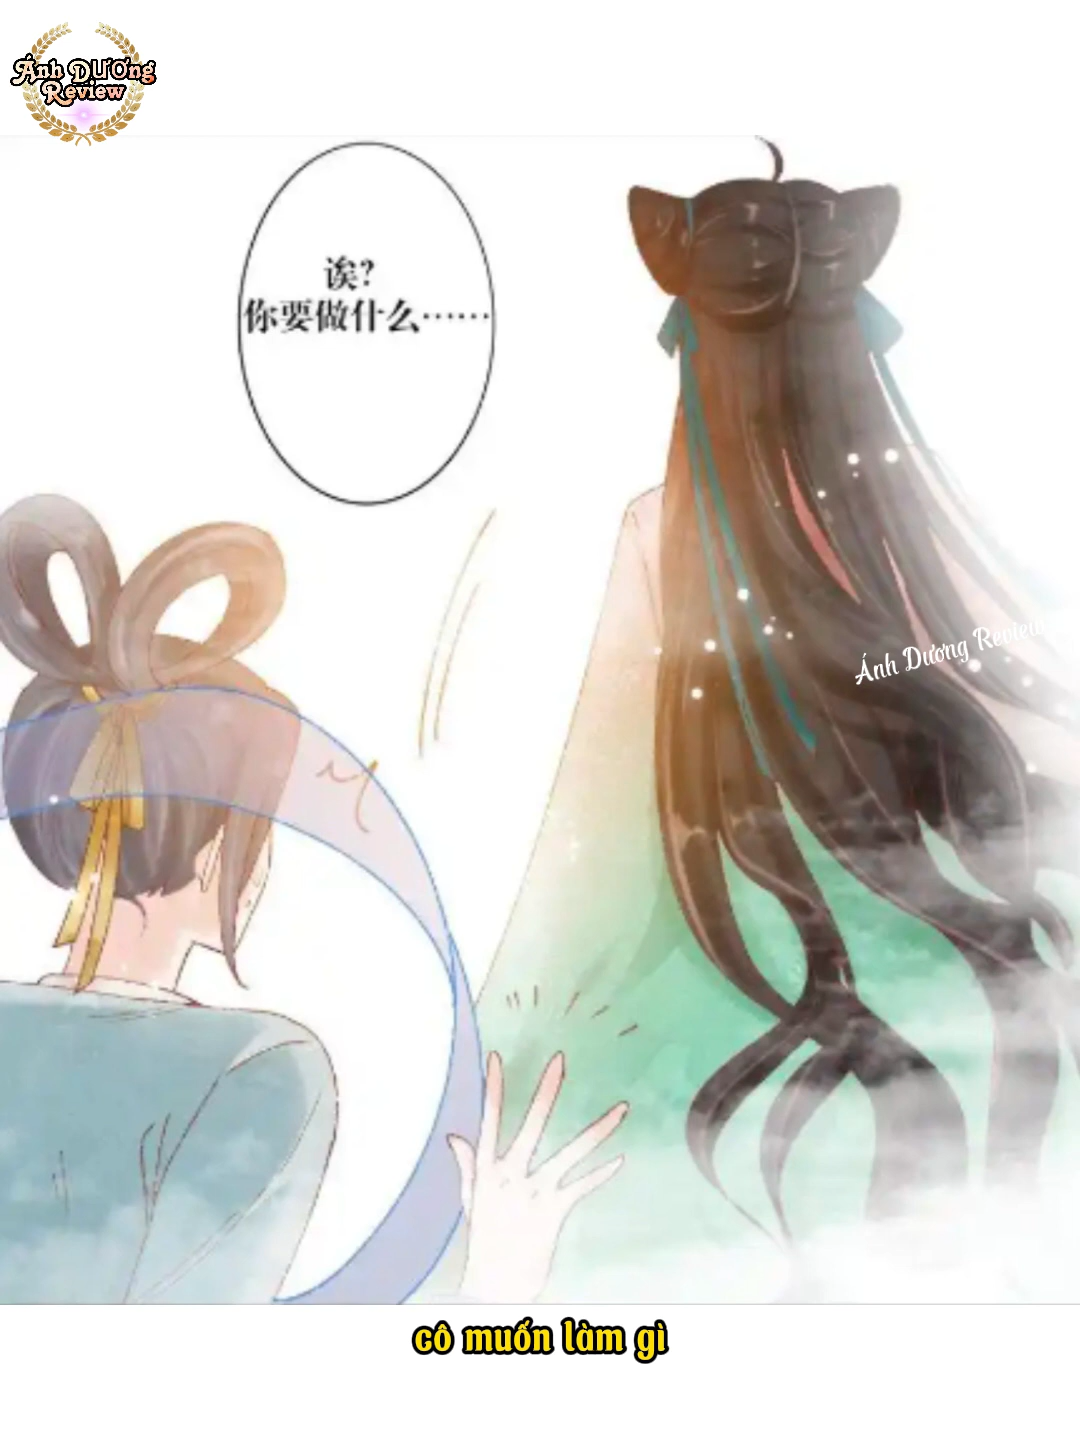 Ánh Dương
Review
诶？
你要做什么……
Ánh Dương Review
cô muốn làm gì